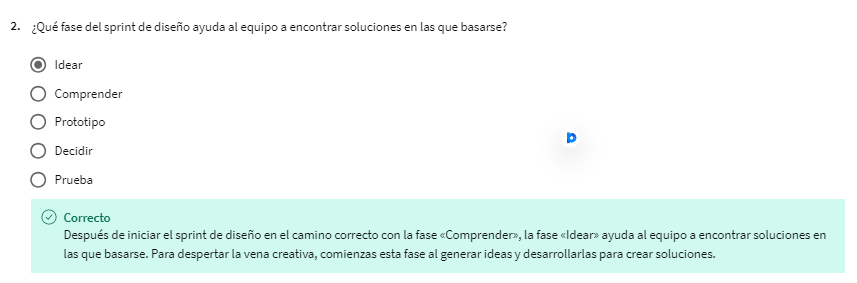 2. ¿Qué fase del sprint de diseño ayuda al equipo a encontrar soluciones en las que basarse?
Idear
Comprender
Prototipo
Decidir
Prueba
Correcto
Después de iniciar el sprint de diseño en el camino correcto con la fase «Comprender», la fase «Idear» ayuda al equipo a encontrar soluciones en
las que basarse. Para despertar la vena creativa, comienzas esta fase al generar ideas y desarrollarlas para crear soluciones.